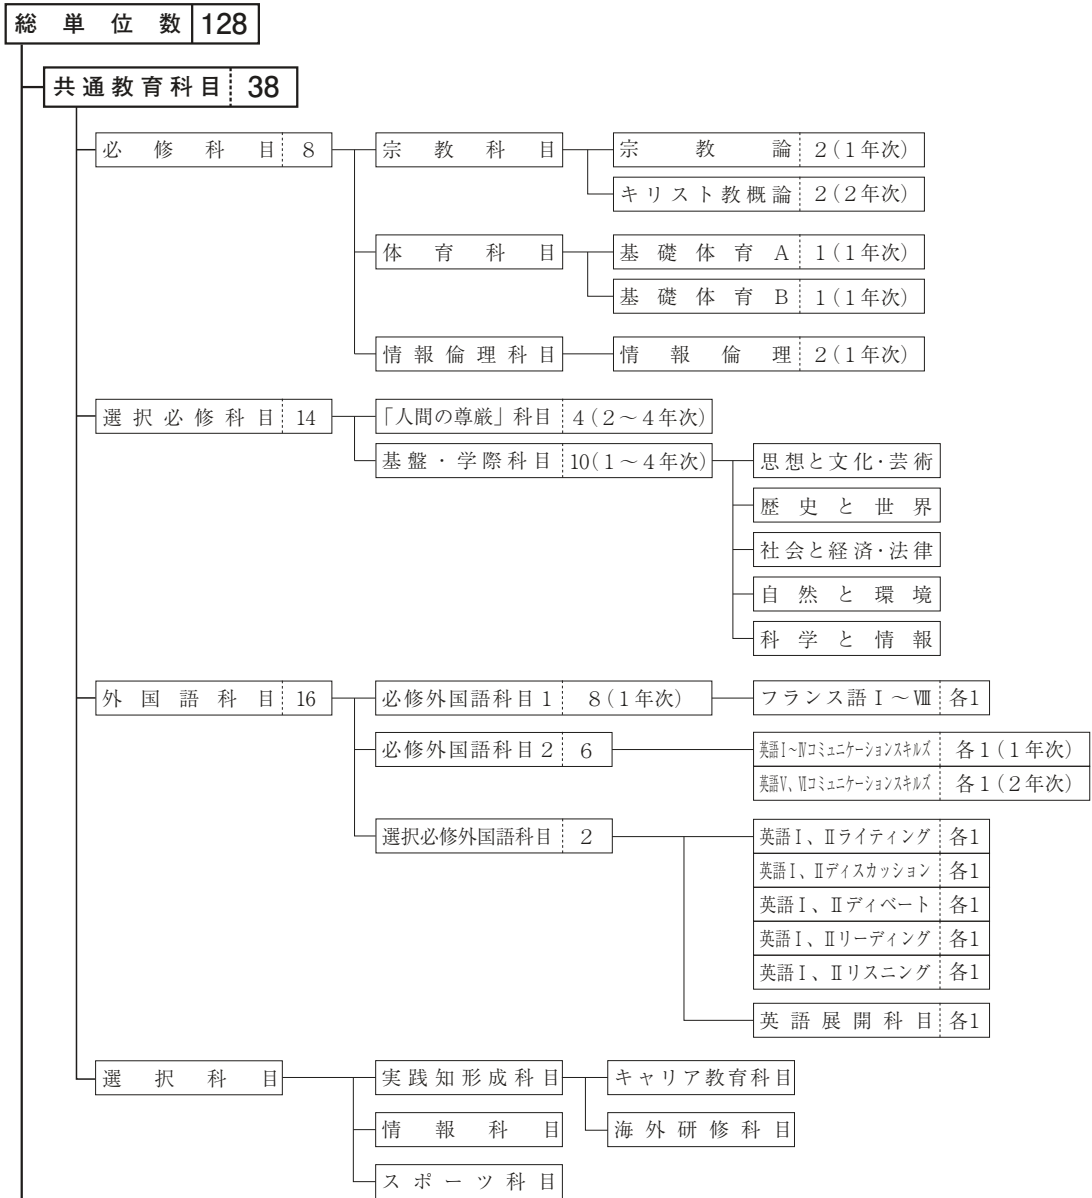 総単位数 128
共通教育科目 38
必修科目 8 宗教科目 宗教論 2(1年次)
キリスト教概論 2(2年次)
体育科目 基礎体育A 1(1年次)
基礎体育B 1(1年次)
情報倫理科目 情報倫理 2(1年次)
選択必修科目 14 「人間の尊厳」科目 4(2～4年次)
基盤・学際科目 10(1～4年次) 思想と文化・芸術
歴史と世界
社会と経済・法律
自然と環境
科学と情報
外国語科目 16 必修外国語科目1 8(1年次) フランス語Ⅰ～Ⅷ 各1
必修外国語科目2 6 英語Ⅰ～Ⅳコミュニケーションスキルズ 各1(1年次)
英語Ⅴ、Ⅵコミュニケーションスキルズ 各1(2年次)
選択必修外国語科目 2 英語Ⅰ、Ⅱライティング 各1
英語Ⅰ、Ⅱディスカッション 各1
英語Ⅰ、Ⅱディベート 各1
英語Ⅰ、Ⅱリーディング 各1
英語Ⅰ、Ⅱリスニング 各1
英語展開科目 各1
選択科目 実践知形成科目 キャリア教育科目
情報科目 海外研修科目
スポーツ科目